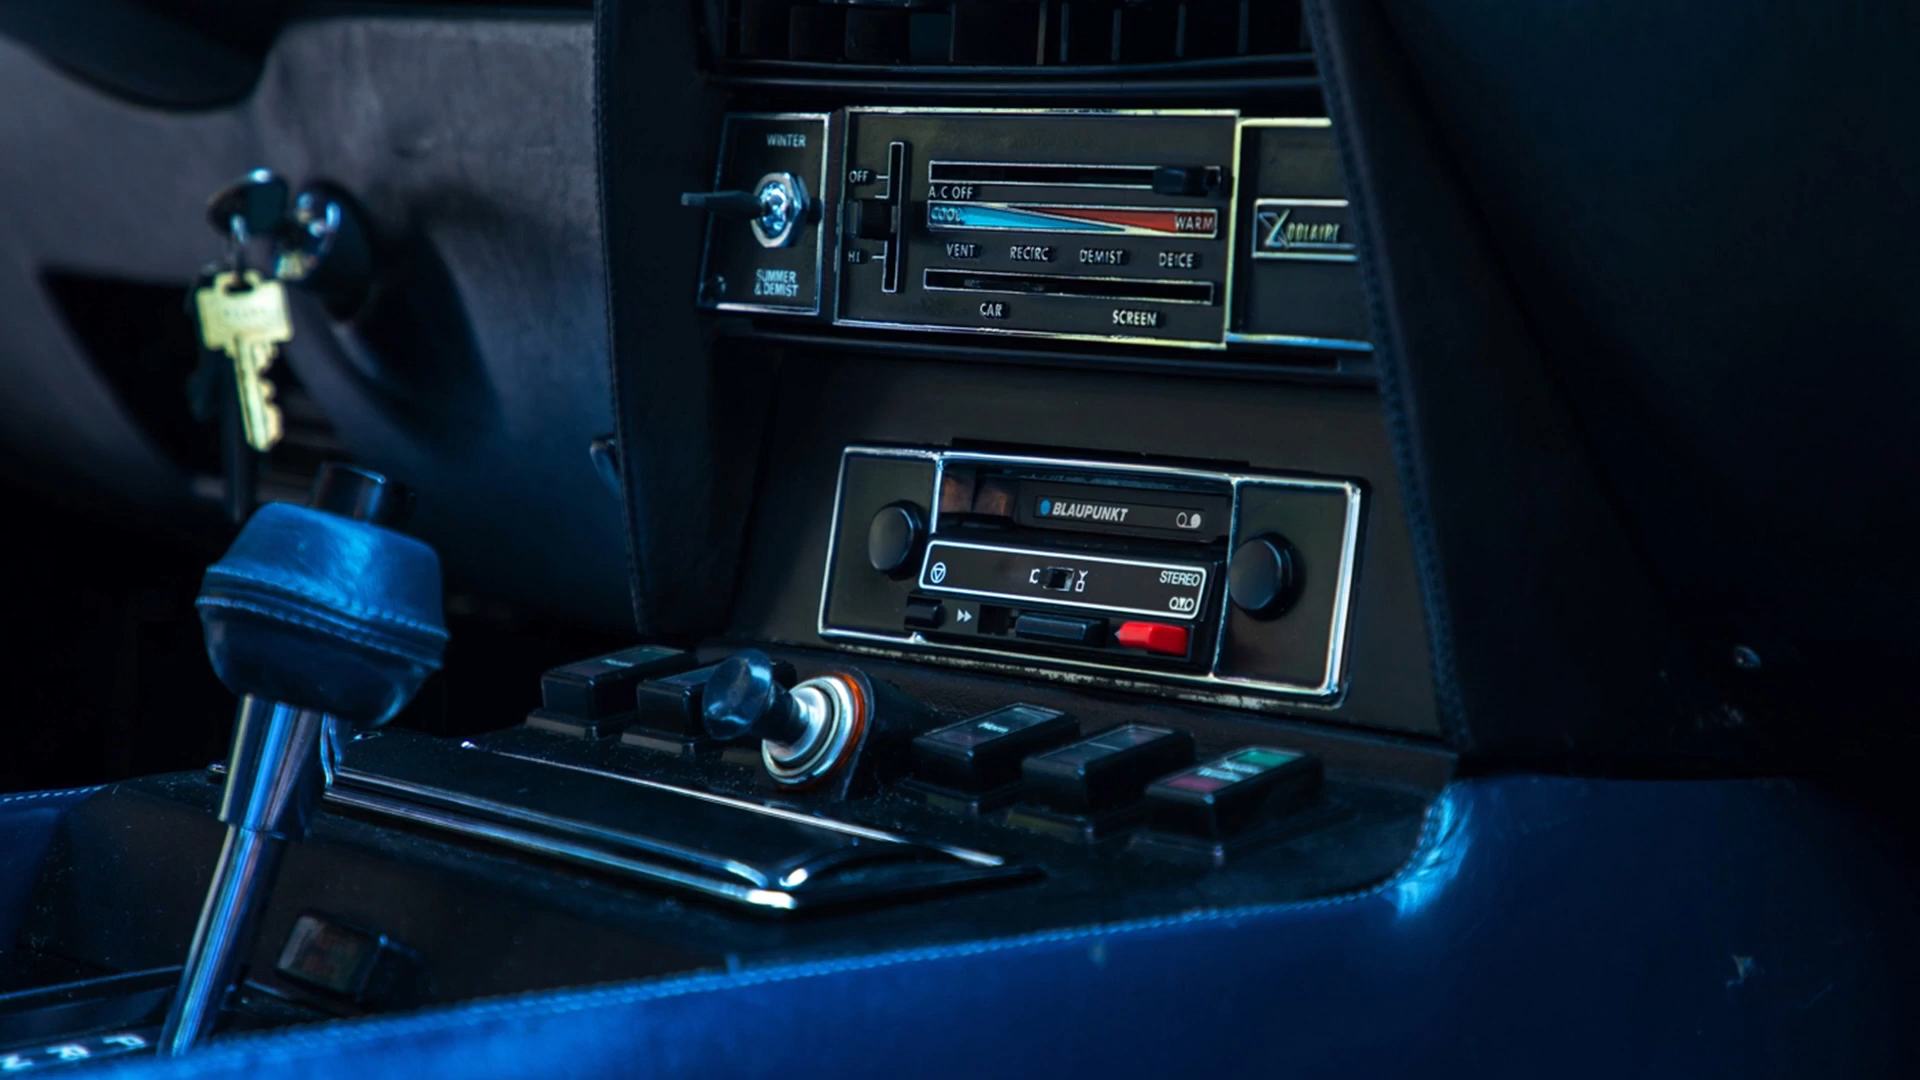 WINTER
SUMMER
& DEMIST
OFF
HI
A/C OFF
COOL
WARM
VENT RECIRC DEMIST DEICE
CAR SCREEN
BLAUPUNKT
STEREO
P R N